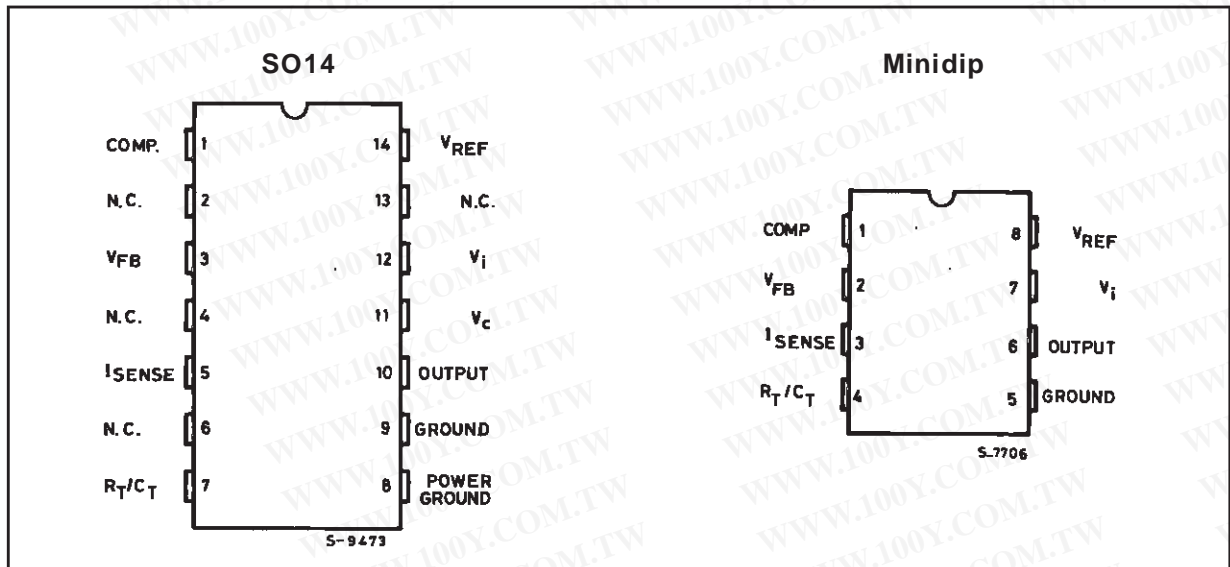 SO14
COMP. 1 14 VREF
N.C. 2 13 N.C.
VFB 3 12 Vi
N.C. 4 11 Vc
ISENSE 5 10 OUTPUT
N.C. 6 9 GROUND
RT/CT 7 8 POWER GROUND
S-9473
Minidip
COMP 1 8 VREF
VFB 2 7 Vi
ISENSE 3 6 OUTPUT
RT/CT 4 5 GROUND
S-7706
WWW.100Y.COM.TW